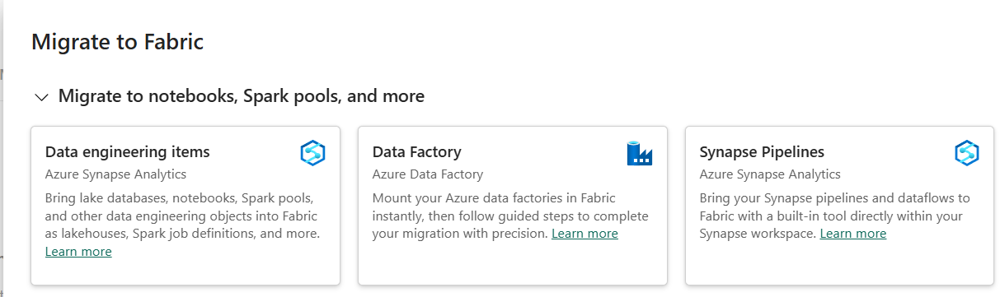 Migrate to Fabric
Migrate to notebooks, Spark pools, and more
Data engineering items
Azure Synapse Analytics
Bring lake databases, notebooks, Spark pools,
and other data engineering objects into Fabric
as lakehouses, Spark job definitions, and more.
Learn more
Data Factory
Azure Data Factory
Mount your Azure data factories in Fabric
instantly, then follow guided steps to complete
your migration with precision. Learn more
Synapse Pipelines
Azure Synapse Analytics
Bring your Synapse pipelines and dataflows to
Fabric with a built-in tool directly within your
Synapse workspace. Learn more